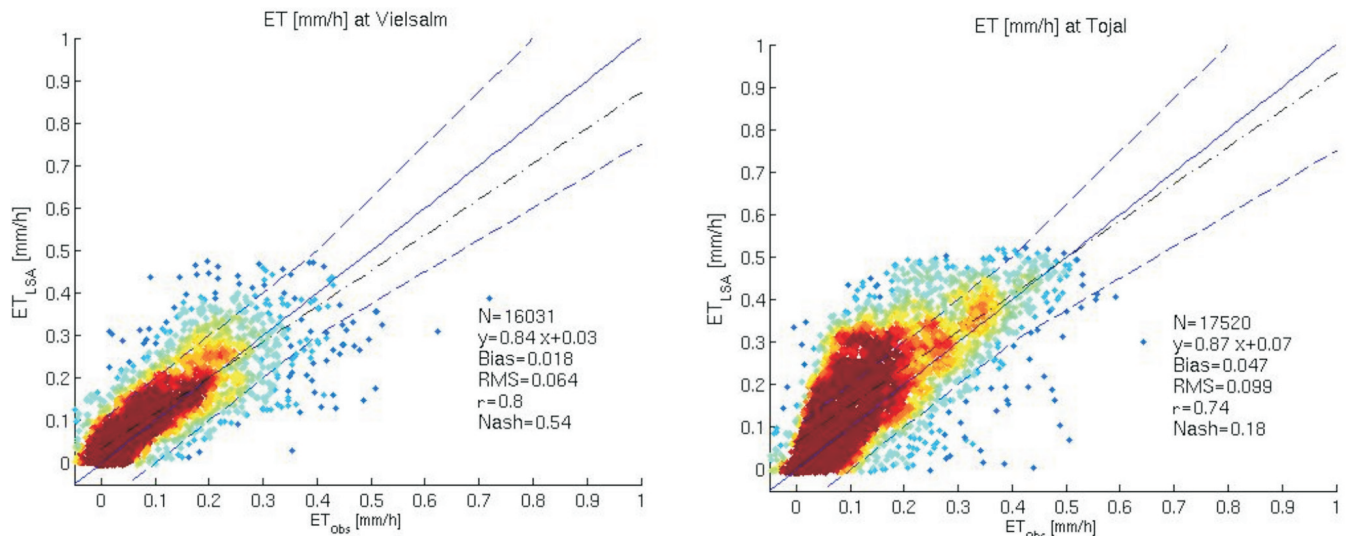 ET [mm/h] at Vielsalm
1
0.9
0.8
0.7
0.6
0.5
0.4
0.3
0.2
0.1
0
ET_LSA [mm/h]
N=16031
y=0.84 x+0.03
Bias=0.018
RMS=0.064
r=0.8
Nash=0.54
0 0.1 0.2 0.3 0.4 0.5 0.6 0.7 0.8 0.9 1
ET_Obs [mm/h]
ET [mm/h] at Tojal
1
0.9
0.8
0.7
0.6
0.5
0.4
0.3
0.2
0.1
0
ET_LSA [mm/h]
N=17520
y=0.87 x+0.07
Bias=0.047
RMS=0.099
r=0.74
Nash=0.18
0 0.1 0.2 0.3 0.4 0.5 0.6 0.7 0.8 0.9 1
ET_Obs [mm/h]